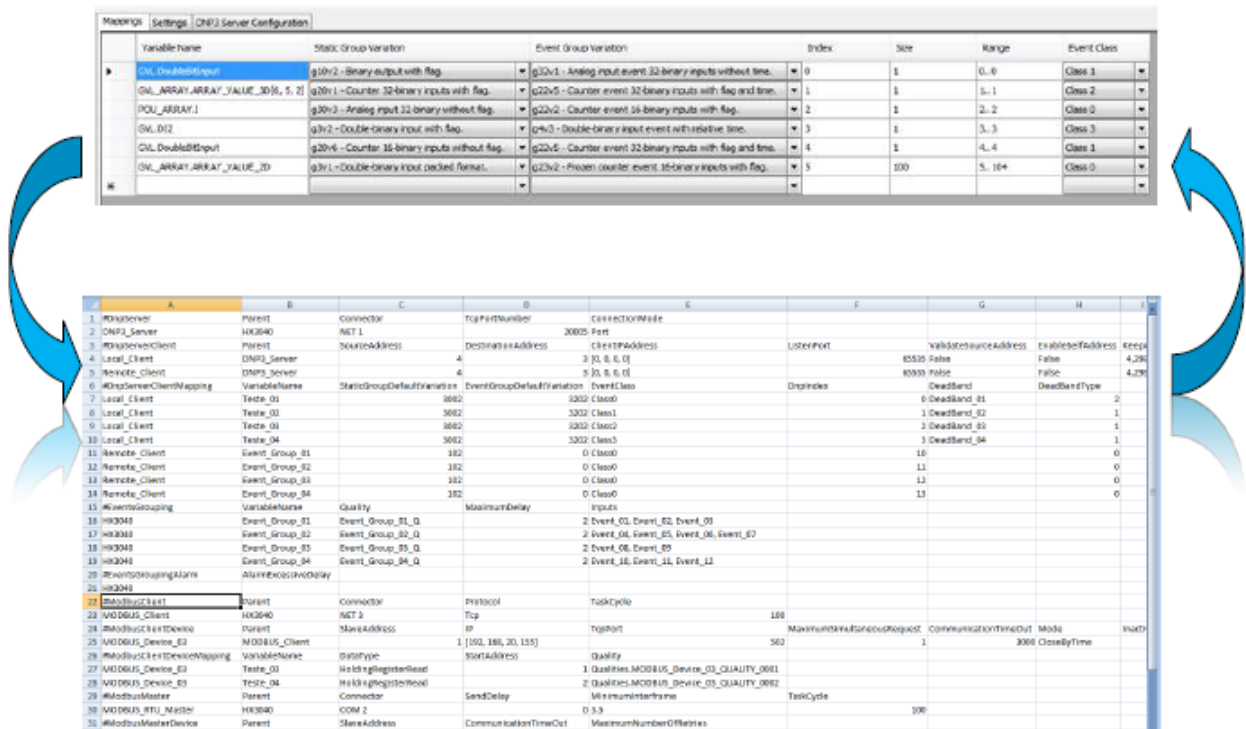 Mappings Settings DNP3 Server Configuration
Variable Name Static Group Variation Event Group Variation Index Size Range Event Class
GVL.DoubleBitInput g10v2 - Binary output with flag. g32v1 - Analog input event 32-binary inputs without time. 0 1 0..0 Class 1
GVL_ARRAY.ARRAY_VALUE_3D[6, 5, 2] g20v1 - Counter 32-binary inputs with flag. g22v5 - Counter event 32-binary inputs with flag and time. 1 1 1..1 Class 2
POU_ARRAY.I g30v3 - Analog input 32-binary without flag. g22v2 - Counter event 16-binary inputs with flag. 2 1 2..2 Class 0
GVL.DI2 g3v2 - Double-binary input with flag. g4v3 - Double-binary input event with relative time. 3 1 3..3 Class 3
GVL.DoubleBitInput g20v6 - Counter 16-binary inputs without flag. g22v5 - Counter event 32-binary inputs with flag and time. 4 1 4..4 Class 1
GVL_ARRAY.ARRAY_VALUE_2D g3v1 - Double-binary input packed format. g23v2 - Frozen counter event 16-binary inputs with flag. 5 100 5..104 Class 0
A B C D E F G H I
1 #DnpServer Parent Connector TcpPortNumber ConnectionMode
2 DNP3_Server HX3040 NET 1 20005 Port
3 #DnpServerClient Parent SourceAddress DestinationAddress ClientIPAddress ListenPort ValidateSourceAddress EnableSelfAddress Keep
4 Local_Client DNP3_Server 4 3 [0, 0, 0, 0] 65535 False False 4,29
5 Remote_Client DNP3_Server 4 3 [0, 0, 0, 0] 65535 False False 4,29
6 #DnpServerClientMapping VariableName StaticGroupDefaultVariation EventGroupDefaultVariation EventClass DnpIndex DeadBand DeadBandType
7 Local_Client Teste_01 3002 3202 Class0 0 DeadBand_01 2
8 Local_Client Teste_02 3002 3202 Class1 1 DeadBand_02 1
9 Local_Client Teste_03 3002 3202 Class2 2 DeadBand_03 1
10 Local_Client Teste_04 3002 3202 Class3 3 DeadBand_04 1
11 Remote_Client Event_Group_01 102 0 Class0 10 0
12 Remote_Client Event_Group_02 102 0 Class0 11 0
13 Remote_Client Event_Group_03 102 0 Class0 12 0
14 Remote_Client Event_Group_04 102 0 Class0 13 0
15 #EventsGrouping VariableName Quality MaximumDelay Inputs
16 HX3040 Event_Group_01 Event_Group_01_Q 2 Event_01, Event_02, Event_03
17 HX3040 Event_Group_02 Event_Group_02_Q 2 Event_04, Event_05, Event_06, Event_07
18 HX3040 Event_Group_03 Event_Group_03_Q 2 Event_08, Event_09
19 HX3040 Event_Group_04 Event_Group_04_Q 2 Event_10, Event_11, Event_12
20 #EventsGroupingAlarm AlarmExcessiveDelay
21 HX3040
22 #ModbusClient Parent Connector Protocol TaskCycle
23 MODBUS_Client HX3040 NET 3 Tcp 100
24 #ModbusClientDevice Parent SlaveAddress IP TcpPort MaximumSimultaneousRequest CommunicationTimeOut Mode Inacti
25 MODBUS_Device_03 MODBUS_Client 1 [192, 168, 20, 155] 502 1 3000 CloseByTime
26 #ModbusClientDeviceMapping VariableName DataType StartAddress Quality
27 MODBUS_Device_03 Teste_03 HoldingRegisterRead 1 Qualities.MODBUS_Device_03_QUALITY_0001
28 MODBUS_Device_03 Teste_04 HoldingRegisterRead 2 Qualities.MODBUS_Device_03_QUALITY_0002
29 #ModbusMaster Parent Connector SendDelay MinimumInterframe TaskCycle
30 MODBUS_RTU_Master HX3040 COM 2 0 3.5 100
31 #ModbusMasterDevice Parent SlaveAddress CommunicationTimeOut MaximumNumberOfRetries